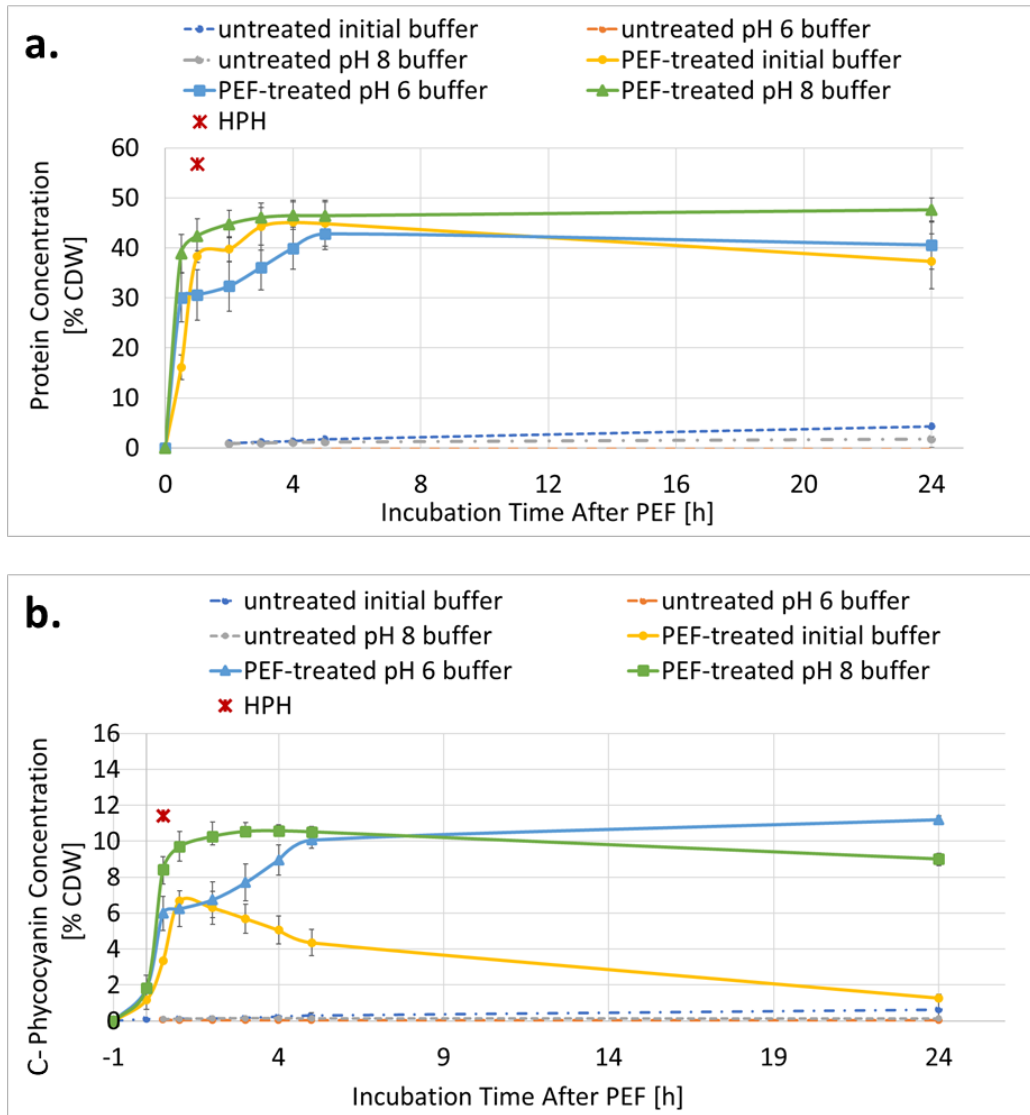 a.
untreated initial buffer
untreated pH 6 buffer
untreated pH 8 buffer
PEF-treated initial buffer
PEF-treated pH 6 buffer
PEF-treated pH 8 buffer
HPH
Protein Concentration
[% CDW]
60
50
40
30
20
10
0
0 4 8 12 16 20 24
Incubation Time After PEF [h]
b.
untreated initial buffer
untreated pH 6 buffer
untreated pH 8 buffer
PEF-treated initial buffer
PEF-treated pH 6 buffer
PEF-treated pH 8 buffer
HPH
C- Phycocyanin Concentration
[% CDW]
16
14
12
10
8
6
4
2
0
-1 4 9 14 19 24
Incubation Time After PEF [h]